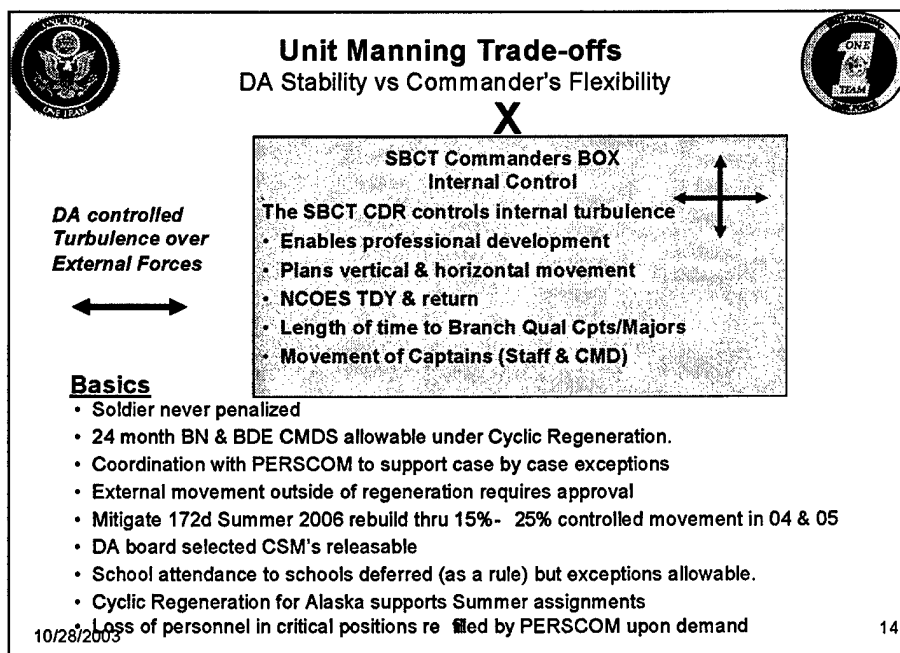 Unit Manning Trade-offs
DA Stability vs Commander's Flexibility
X
ONE
TEAM
SBCT Commanders BOX
Internal Control
The SBCT CDR controls internal turbulence
• Enables professional development
• Plans vertical & horizontal movement
• NCOES TDY & return
• Length of time to Branch Qual Cpts/Majors
• Movement of Captains (Staff & CMD)
DA controlled
Turbulence over
External Forces
Basics
• Soldier never penalized
• 24 month BN & BDE CMDS allowable under Cyclic Regeneration.
• Coordination with PERSCOM to support case by case exceptions
• External movement outside of regeneration requires approval
• Mitigate 172d Summer 2006 rebuild thru 15%- 25% controlled movement in 04 & 05
• DA board selected CSM's releasable
• School attendance to schools deferred (as a rule) but exceptions allowable.
• Cyclic Regeneration for Alaska supports Summer assignments
• Loss of personnel in critical positions re filled by PERSCOM upon demand
10/28/2003
14